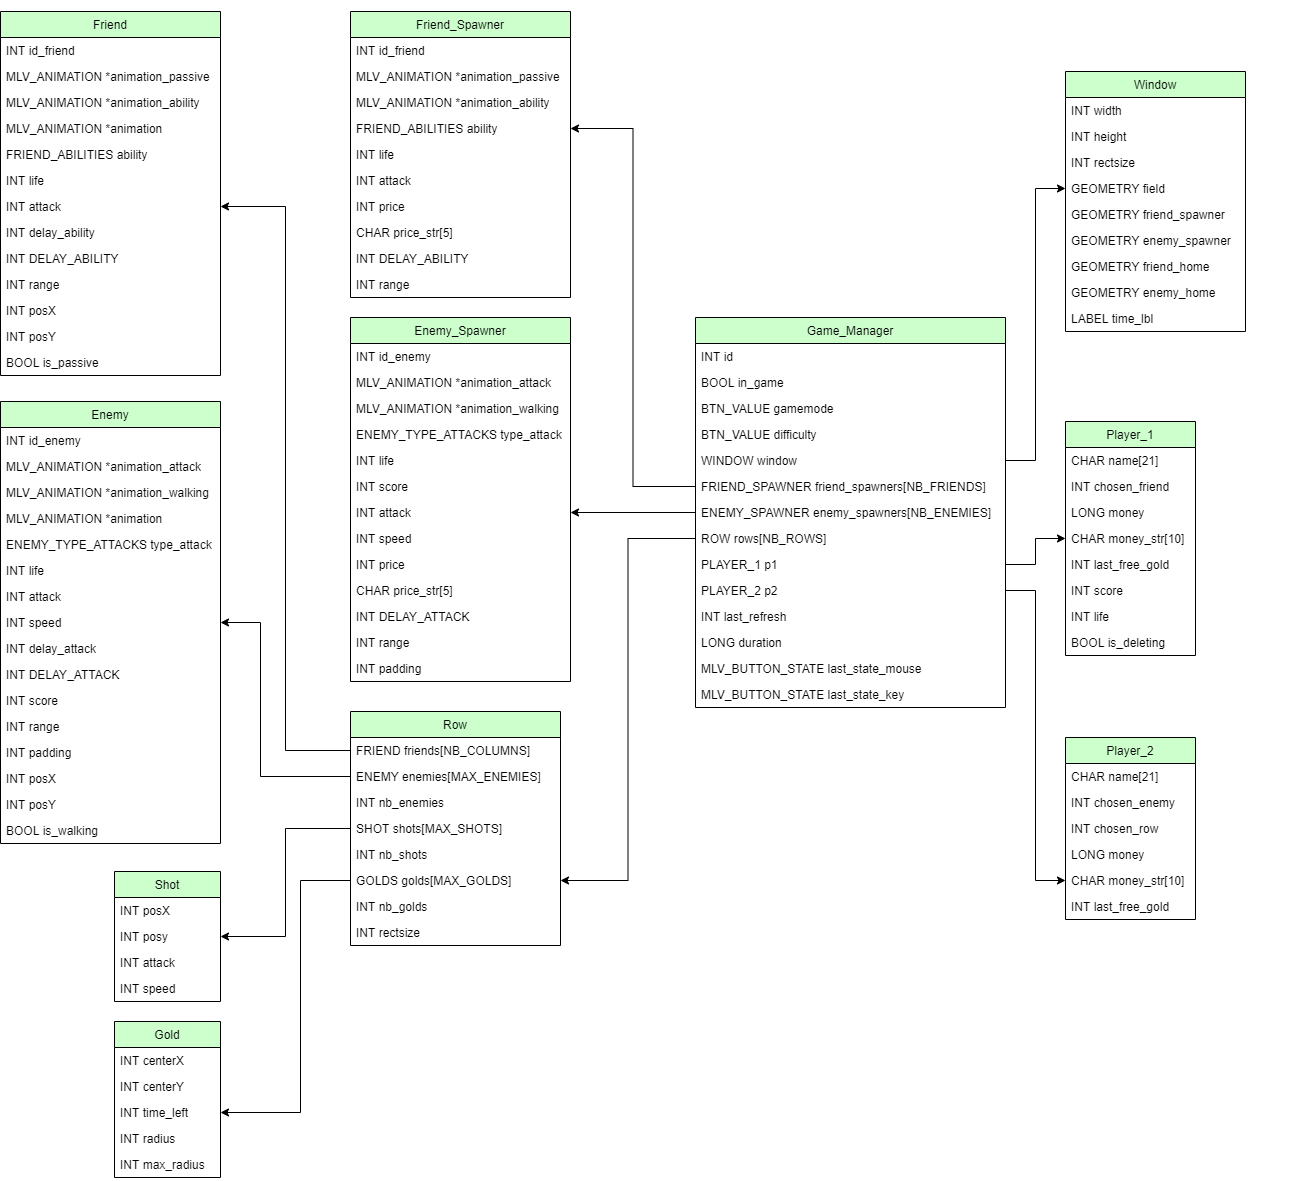 Friend
INT id_friend
MLV_ANIMATION *animation_passive
MLV_ANIMATION *animation_ability
MLV_ANIMATION *animation
FRIEND_ABILITIES ability
INT life
INT attack
INT delay_ability
INT DELAY_ABILITY
INT range
INT posX
INT posY
BOOL is_passive
Enemy
INT id_enemy
MLV_ANIMATION *animation_attack
MLV_ANIMATION *animation_walking
MLV_ANIMATION *animation
ENEMY_TYPE_ATTACKS type_attack
INT life
INT attack
INT speed
INT delay_attack
INT DELAY_ATTACK
INT score
INT range
INT padding
INT posX
INT posY
BOOL is_walking
Shot
INT posX
INT posy
INT attack
INT speed
Gold
INT centerX
INT centerY
INT time_left
INT radius
INT max_radius
Friend_Spawner
INT id_friend
MLV_ANIMATION *animation_passive
MLV_ANIMATION *animation_ability
FRIEND_ABILITIES ability
INT life
INT attack
INT price
CHAR price_str[5]
INT DELAY_ABILITY
INT range
Enemy_Spawner
INT id_enemy
MLV_ANIMATION *animation_attack
MLV_ANIMATION *animation_walking
ENEMY_TYPE_ATTACKS type_attack
INT life
INT score
INT attack
INT speed
INT price
CHAR price_str[5]
INT DELAY_ATTACK
INT range
INT padding
Row
FRIEND friends[NB_COLUMNS]
ENEMY enemies[MAX_ENEMIES]
INT nb_enemies
SHOT shots[MAX_SHOTS]
INT nb_shots
GOLDS golds[MAX_GOLDS]
INT nb_golds
INT rectsize
Game_Manager
INT id
BOOL in_game
BTN_VALUE gamemode
BTN_VALUE difficulty
WINDOW window
FRIEND_SPAWNER friend_spawners[NB_FRIENDS]
ENEMY_SPAWNER enemy_spawners[NB_ENEMIES]
ROW rows[NB_ROWS]
PLAYER_1 p1
PLAYER_2 p2
INT last_refresh
LONG duration
MLV_BUTTON_STATE last_state_mouse
MLV_BUTTON_STATE last_state_key
Window
INT width
INT height
INT rectsize
GEOMETRY field
GEOMETRY friend_spawner
GEOMETRY enemy_spawner
GEOMETRY friend_home
GEOMETRY enemy_home
LABEL time_lbl
Player_1
CHAR name[21]
INT chosen_friend
LONG money
CHAR money_str[10]
INT last_free_gold
INT score
INT life
BOOL is_deleting
Player_2
CHAR name[21]
INT chosen_enemy
INT chosen_row
LONG money
CHAR money_str[10]
INT last_free_gold